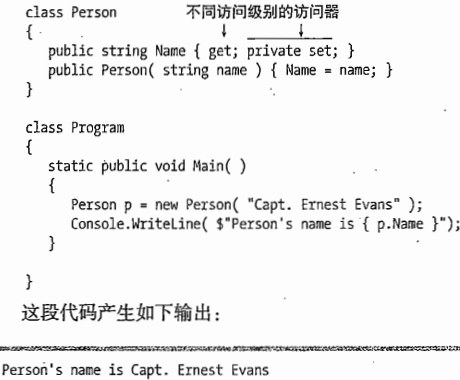 class Person 不同访问级别的访问器
{ ↓ ↓
public string Name { get; private set; }
public Person( string name ) { Name = name; }
}
class Program
{
static public void Main( )
{
Person p = new Person( "Capt. Ernest Evans" );
Console.WriteLine( $"Person's name is { p.Name }");
}
}
这段代码产生如下输出：
Person's name is Capt. Ernest Evans